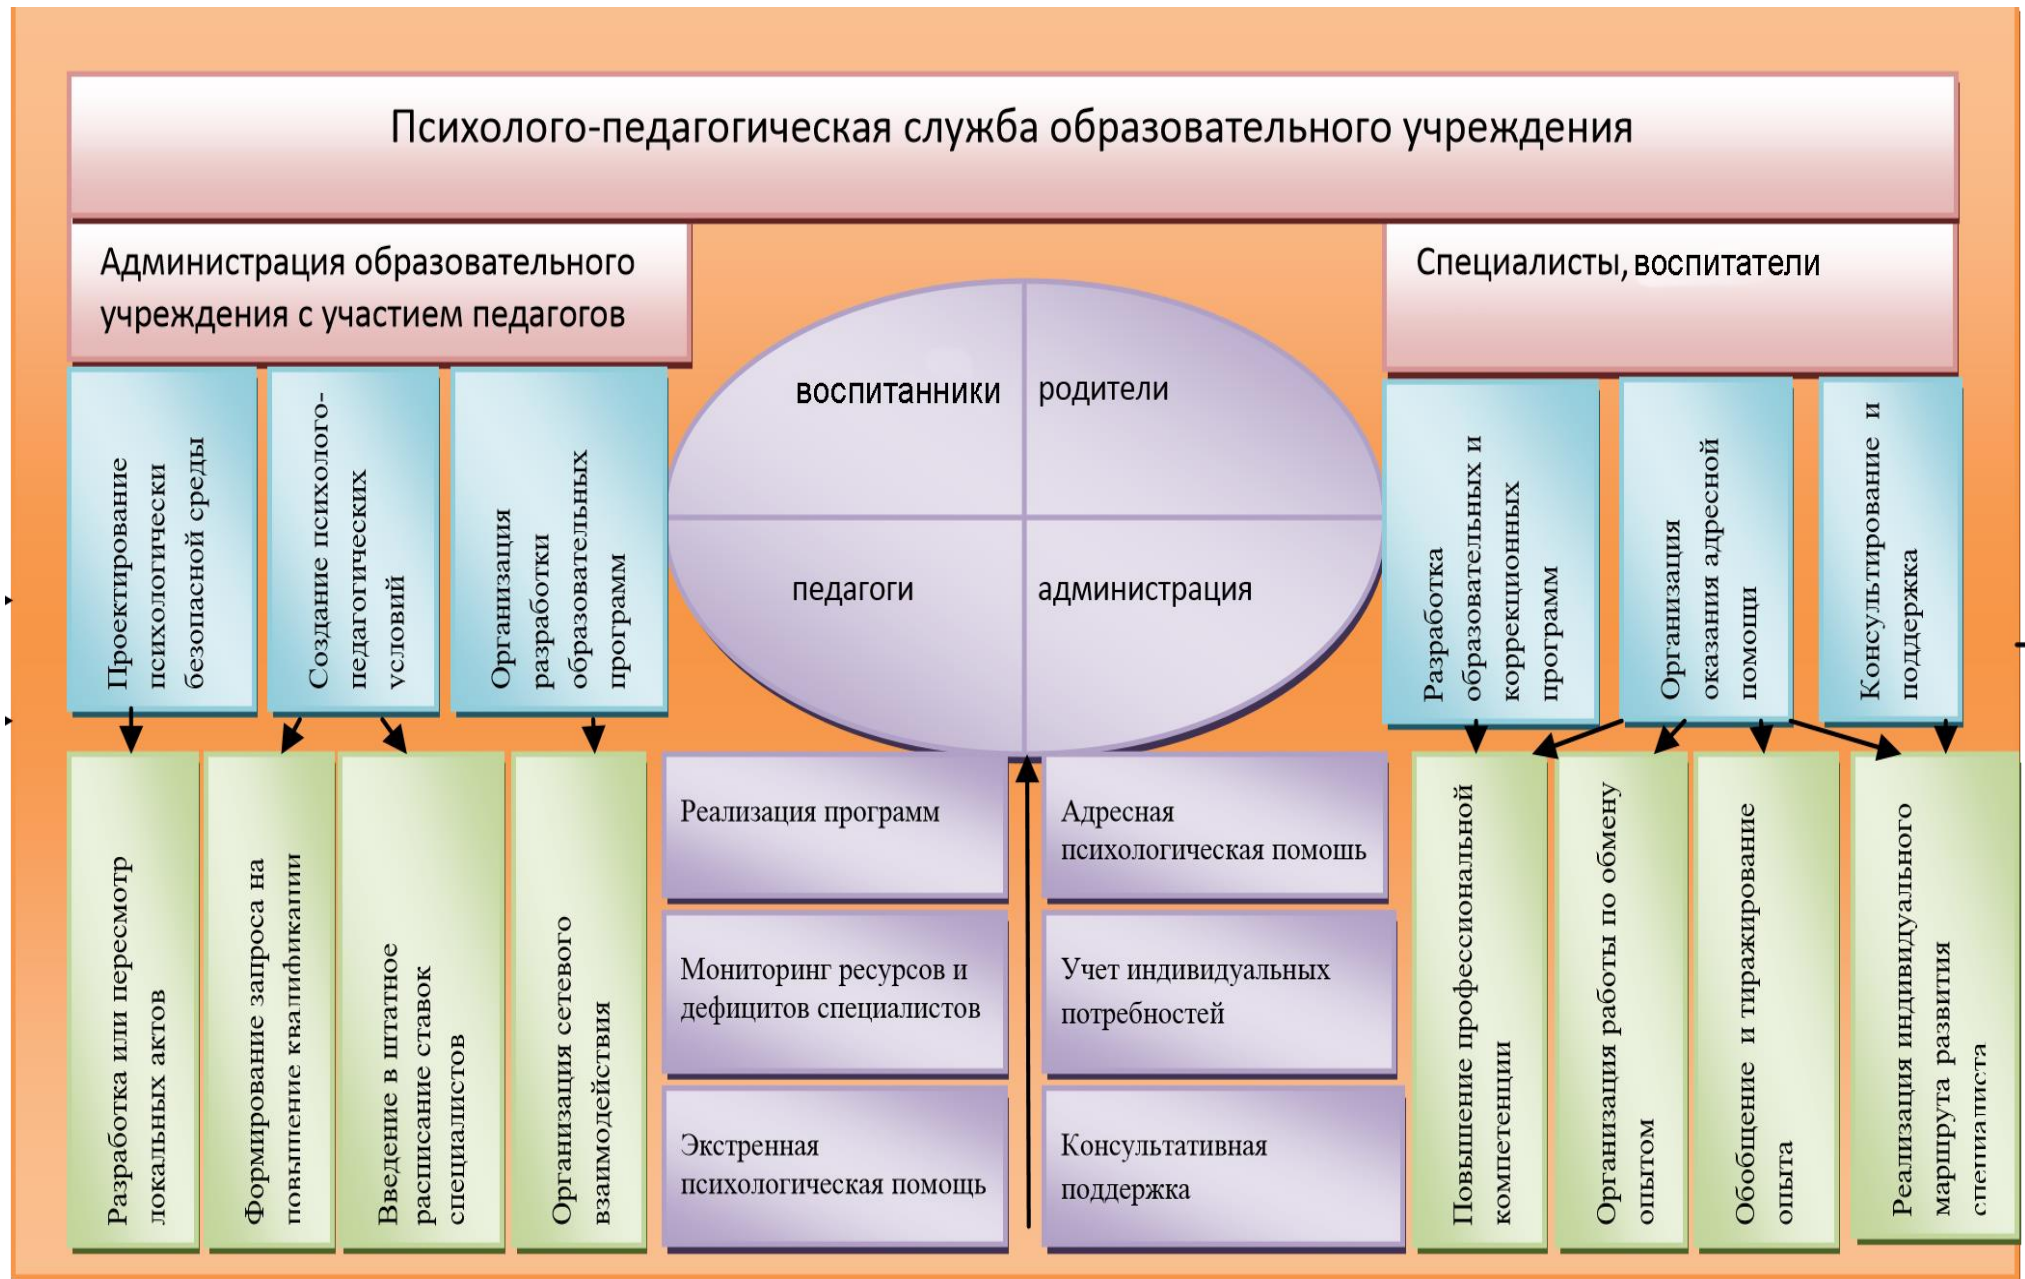 Психолого-педагогическая служба образовательного учреждения
Администрация образовательного
учреждения с участием педагогов
Специалисты, воспитатели
Проектирование
психологически
безопасной среды
Создание психолого-
педагогических
условий
Организация
разработки
образовательных
программ
воспитанники
родители
педагоги
администрация
Разработка
образовательных и
коррекционных
программ
Организация
оказания адресной
помощи
Консультирование и
поддержка
Разработка или пересмотр
локальных актов
Формирование запроса на
повышение квалификации
Введение в штатное
расписание ставок
специалистов
Организация сетевого
взаимодействия
Реализация программ
Адресная
психологическая помошь
Мониторинг ресурсов и
дефицитов специалистов
Учет индивидуальных
потребностей
Экстренная
психологическая помощь
Консультативная
поддержка
Повышение профессиональной
компетенции
Организация работы по обмену
опытом
Обобщение и тиражирование
опыта
Реализация индивидуального
маршрута развития
специалиста